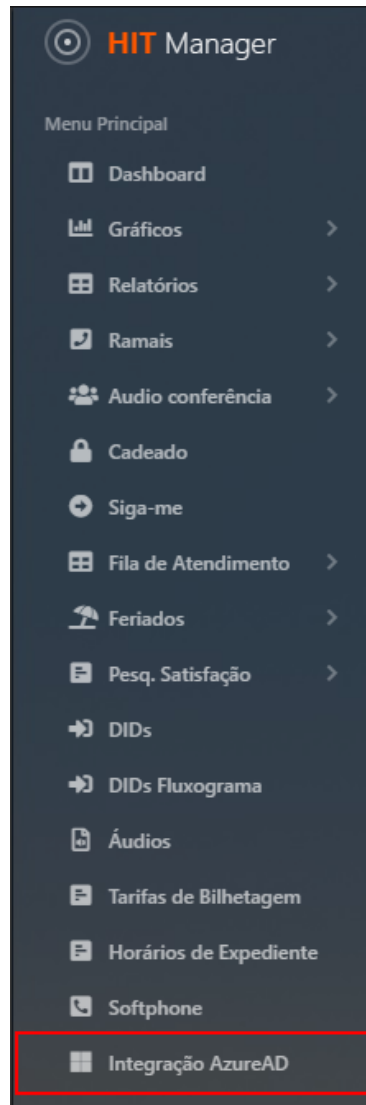 HIT Manager
Menu Principal
Dashboard
Gráficos
Relatórios
Ramais
Audio conferência
Cadeado
Siga-me
Fila de Atendimento
Feriados
Pesq. Satisfação
DIDs
DIDs Fluxograma
Áudios
Tarifas de Bilhetagem
Horários de Expediente
Softphone
Integração AzureAD